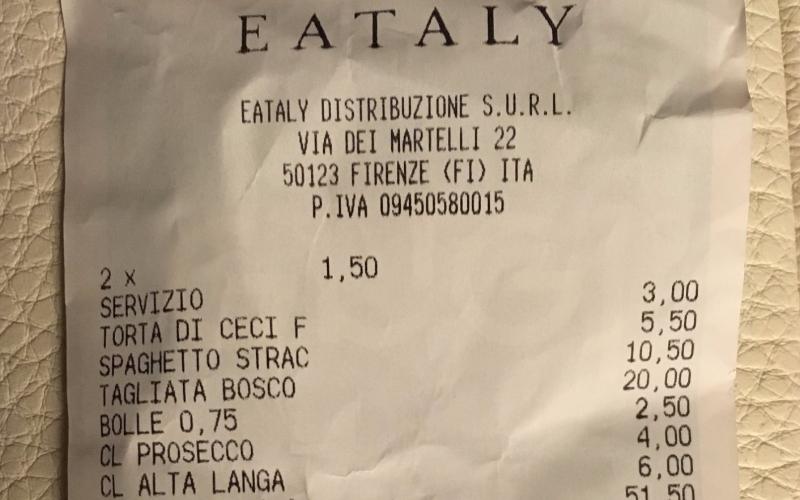 EATALY
EATALY DISTRIBUZIONE S.U.R.L.
VIA DEI MARTELLI 22
50123 FIRENZE (FI) ITA
P.IVA 09450580015
2 x 1,50
SERVIZIO 3,00
TORTA DI CECI F 5,50
SPAGHETTO STRAC 10,50
TAGLIATA BOSCO 20,00
BOLLE 0,75 2,50
CL PROSECCO 4,00
CL ALTA LANGA 6,00
51,50